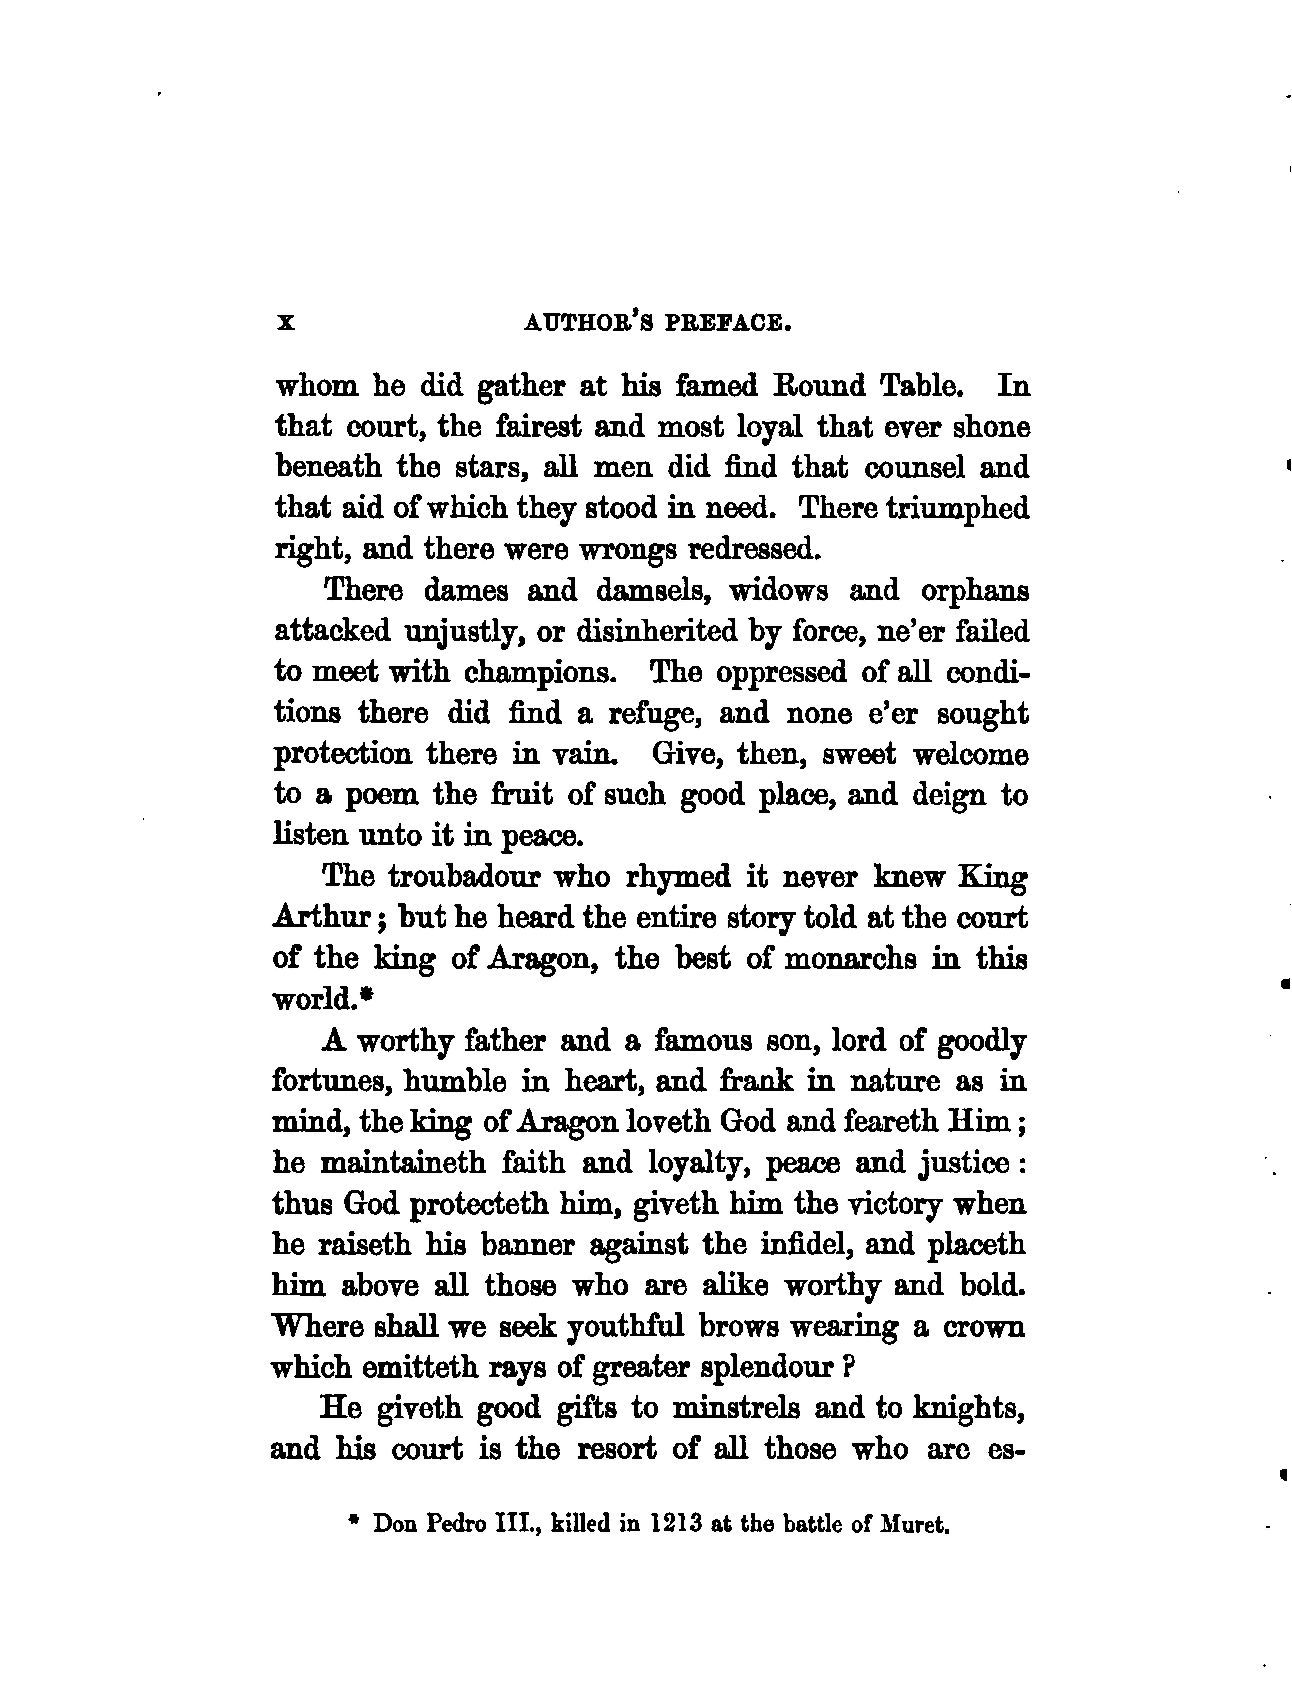 x AUTHOR'S PREFACE.
whom he did gather at his famed Round Table. In
that court, the fairest and most loyal that ever shone
beneath the stars, all men did find that counsel and
that aid of which they stood in need. There triumphed
right, and there were wrongs redressed.
There dames and damsels, widows and orphans
attacked unjustly, or disinherited by force, ne'er failed
to meet with champions. The oppressed of all condi-
tions there did find a refuge, and none e'er sought
protection there in vain. Give, then, sweet welcome
to a poem the fruit of such good place, and deign to
listen unto it in peace.
The troubadour who rhymed it never knew King
Arthur; but he heard the entire story told at the court
of the king of Aragon, the best of monarchs in this
world.*
A worthy father and a famous son, lord of goodly
fortunes, humble in heart, and frank in nature as in
mind, the king of Aragon loveth God and feareth Him;
he maintaineth faith and loyalty, peace and justice:
thus God protecteth him, giveth him the victory when
he raiseth his banner against the infidel, and placeth
him above all those who are alike worthy and bold.
Where shall we seek youthful brows wearing a crown
which emitteth rays of greater splendour?
He giveth good gifts to minstrels and to knights,
and his court is the resort of all those who are es-
* Don Pedro III., killed in 1213 at the battle of Muret.